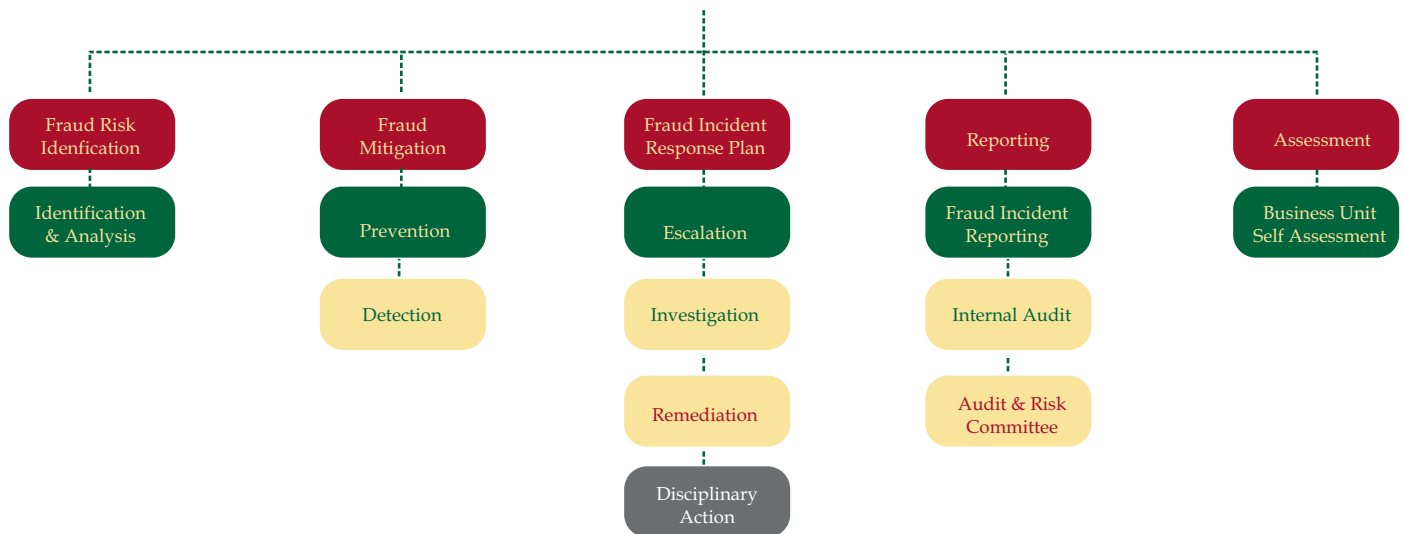 Fraud Risk
Idenfication
Identification
& Analysis
Fraud
Mitigation
Prevention
Detection
Fraud Incident
Response Plan
Escalation
Investigation
Remediation
Disciplinary
Action
Reporting
Fraud Incident
Reporting
Internal Audit
Audit & Risk
Committee
Assessment
Business Unit
Self Assessment